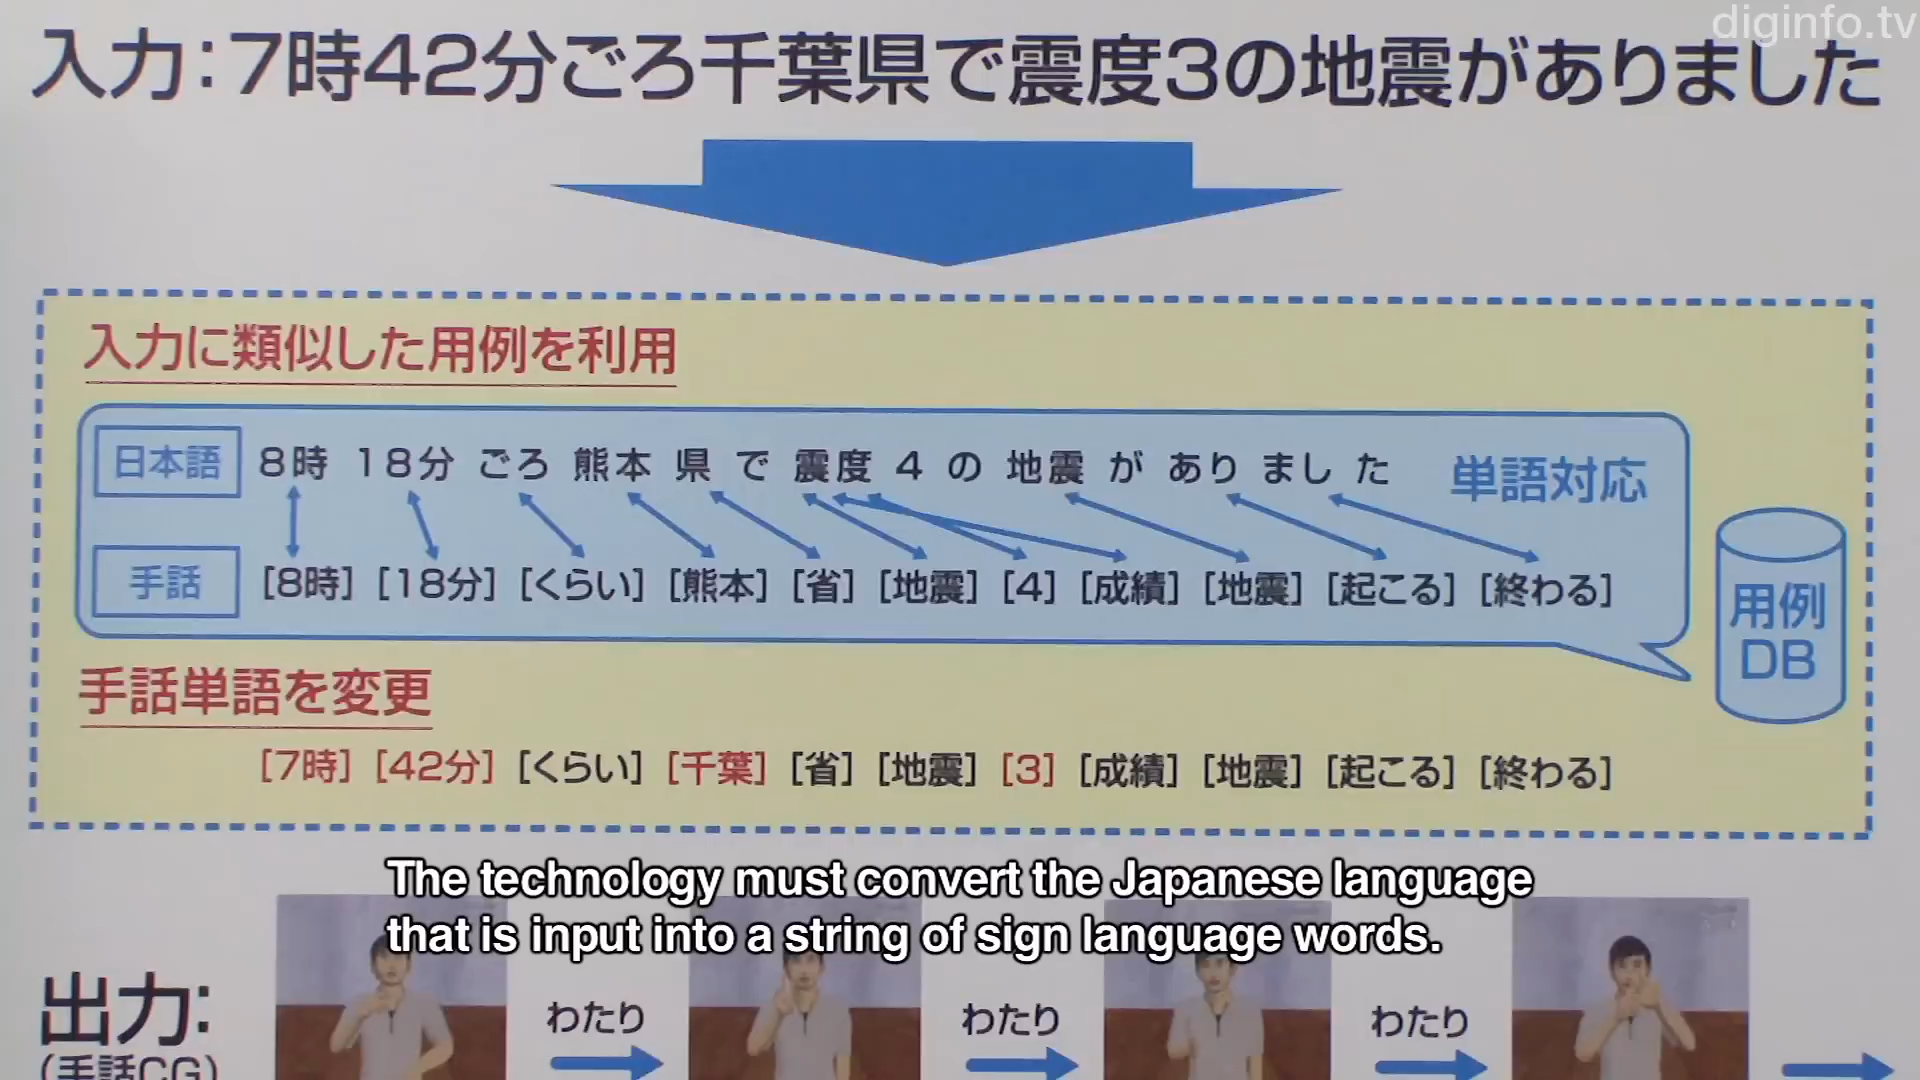 diginfo.tv
入力：7時42分ごろ千葉県で震度3の地震がありました
入力に類似した用例を利用
日本語 8時 18分 ごろ 熊本 県 で 震度 4 の 地震 が あり まし た 単語対応
手話 [8時] [18分] [くらい] [熊本] [省] [地震] [4] [成績] [地震] [起こる] [終わる]
用例
DB
手話単語を変更
[7時] [42分] [くらい] [千葉] [省] [地震] [3] [成績] [地震] [起こる] [終わる]
The technology must convert the Japanese language
that is input into a string of sign language words.
出力：
わたり わたり わたり
(手話CG)